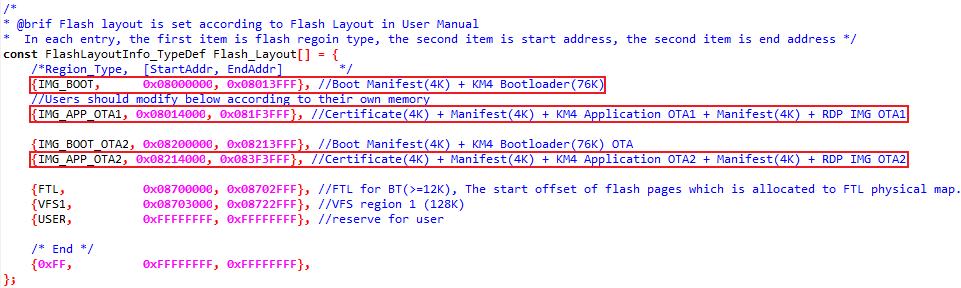 /*
* @brif Flash layout is set according to Flash Layout in User Manual
*  In each entry, the first item is flash regoin type, the second item is start address, the second item is end address */
const FlashLayoutInfo_TypeDef Flash_Layout[] = {
    /*Region_Type,  [StartAddr, EndAddr]        */
    {IMG_BOOT,      0x08000000, 0x08013FFF}, //Boot Manifest(4K) + KM4 Bootloader(76K)
    //Users should modify below according to their own memory
    {IMG_APP_OTA1, 0x08014000, 0x081F3FFF}, //Certificate(4K) + Manifest(4K) + KM4 Application OTA1 + Manifest(4K) + RDP IMG OTA1

    {IMG_BOOT_OTA2, 0x08200000, 0x08213FFF}, //Boot Manifest(4K) + KM4 Bootloader(76K) OTA
    {IMG_APP_OTA2, 0x08214000, 0x083F3FFF}, //Certificate(4K) + Manifest(4K) + KM4 Application OTA2 + Manifest(4K) + RDP IMG OTA2

    {FTL,           0x08700000, 0x08702FFF}, //FTL for BT(>=12K), The start offset of flash pages which is allocated to FTL physical map.
    {VFS1,          0x08703000, 0x08722FFF}, //VFS region 1 (128K)
    {USER,          0xFFFFFFFF, 0xFFFFFFFF}, //reserve for user

    /* End */
    {0xFF,          0xFFFFFFFF, 0xFFFFFFFF},
};